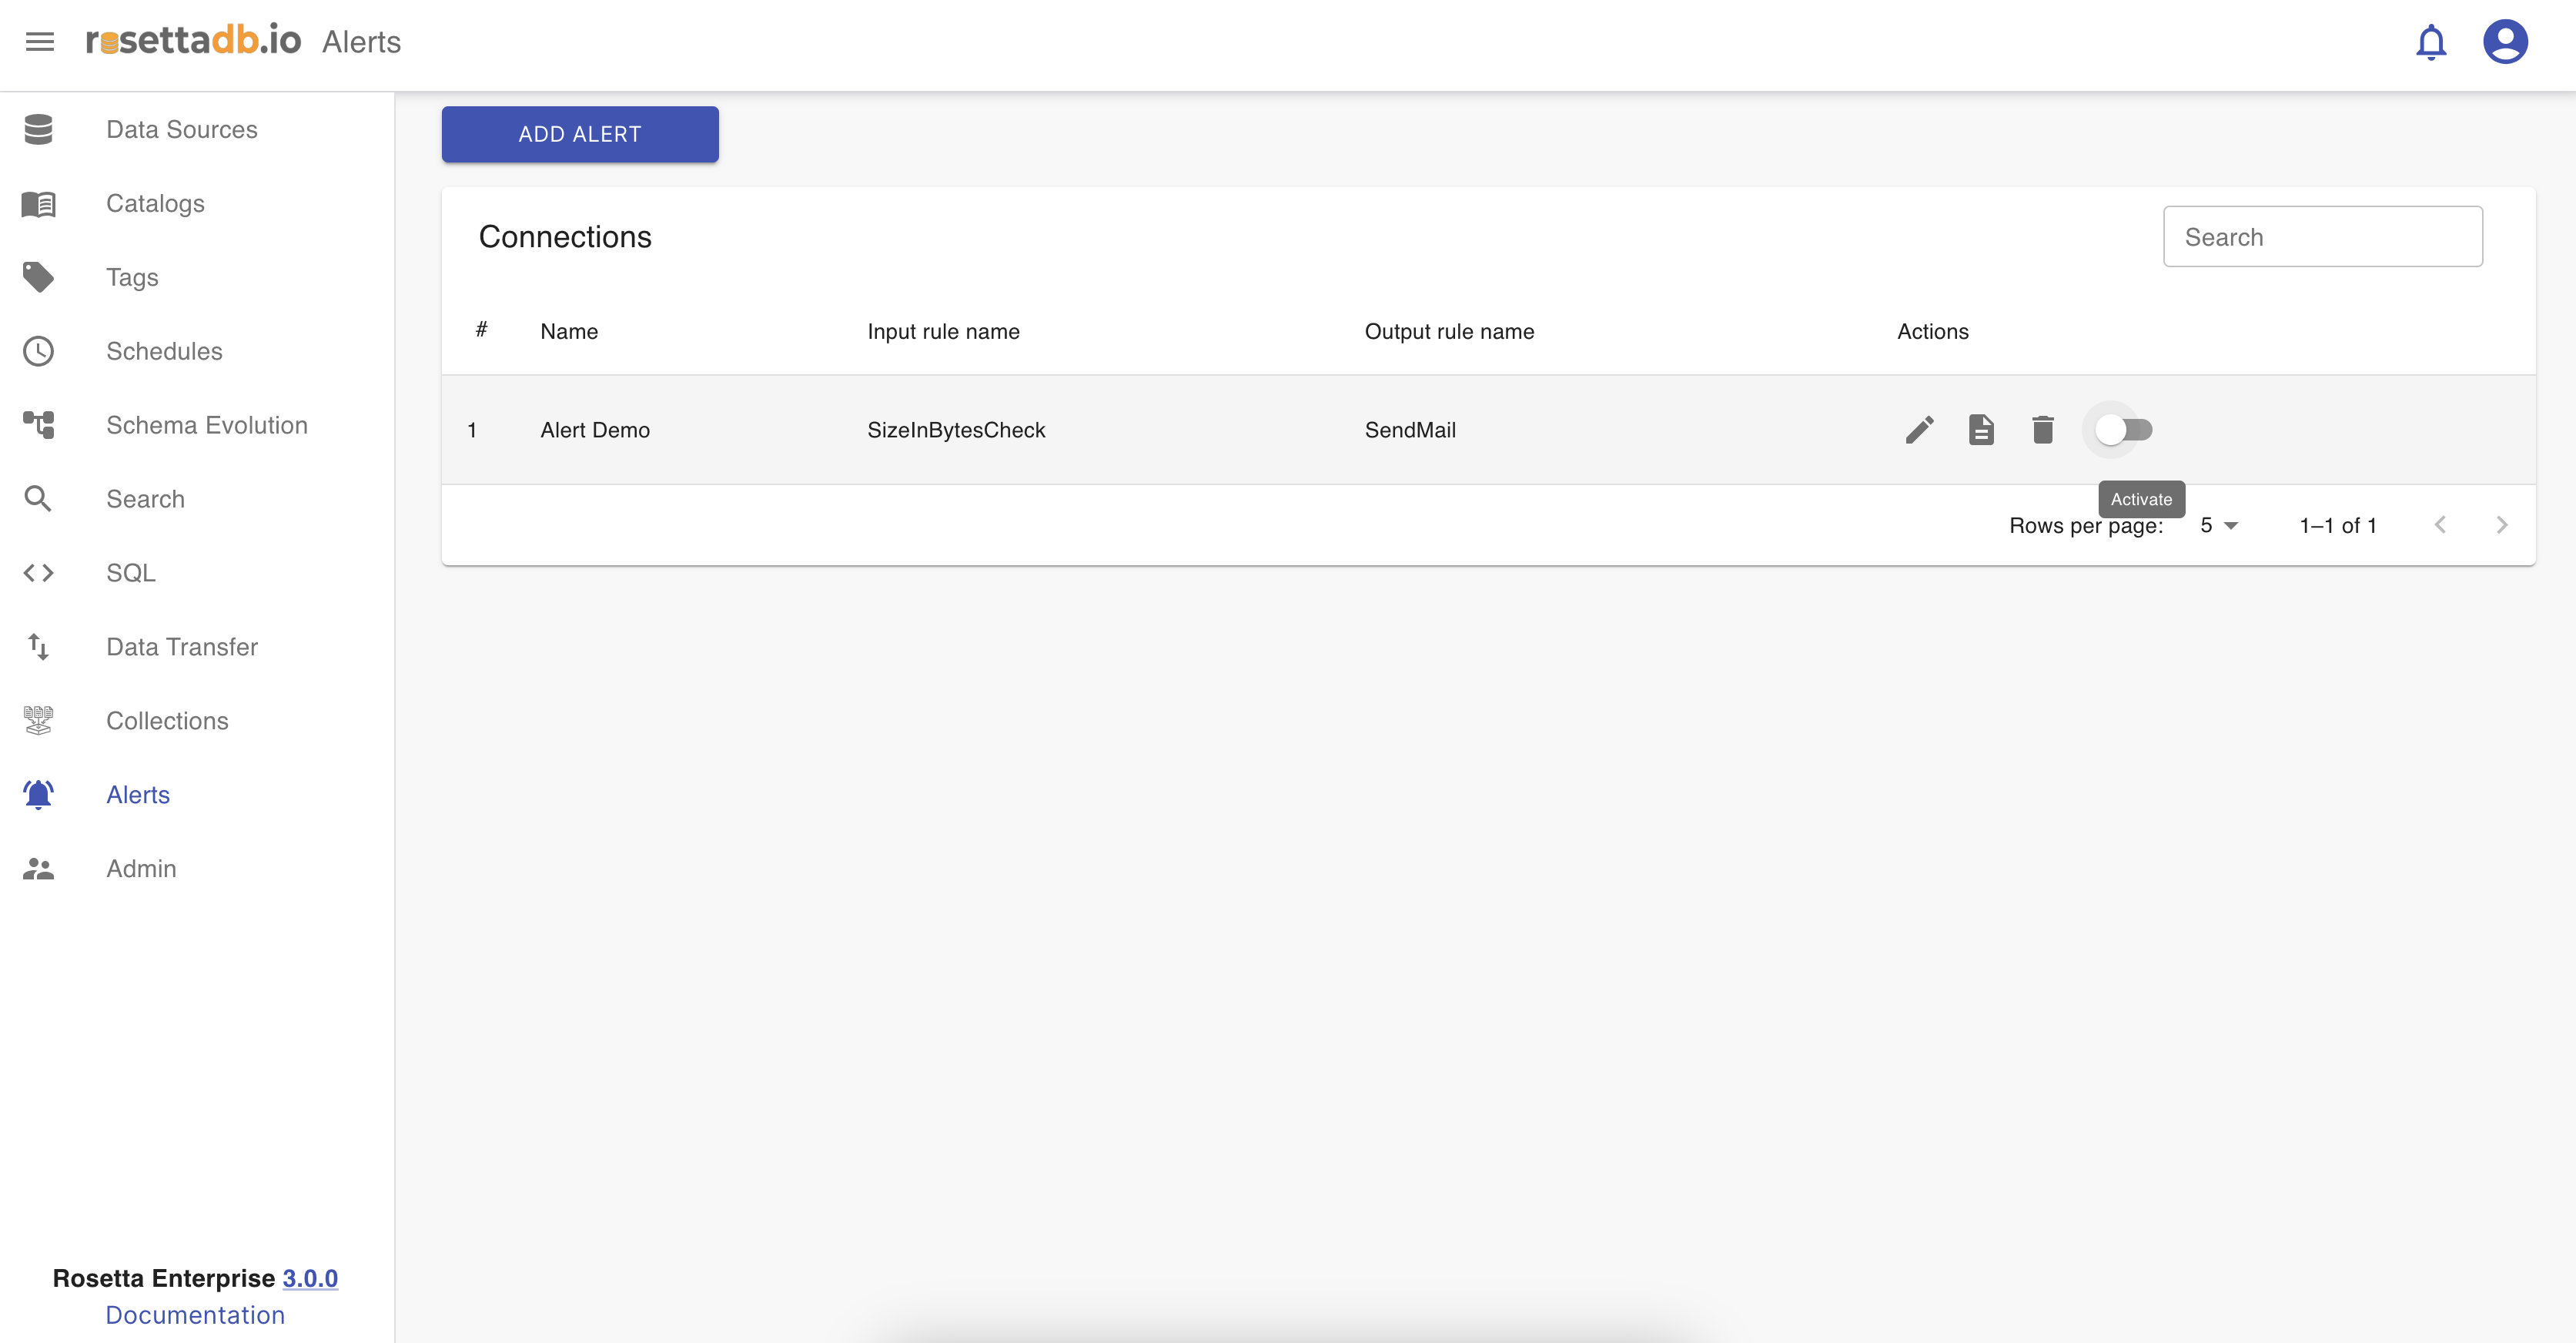 rosettadb.io Alerts
Data Sources
Catalogs
Tags
Schedules
Schema Evolution
Search
SQL
Data Transfer
Collections
Alerts
Admin
Rosetta Enterprise 3.0.0
Documentation
ADD ALERT
Connections
Search
# Name Input rule name Output rule name Actions
1 Alert Demo SizeInBytesCheck SendMail
Activate
Rows per page: 5 1–1 of 1